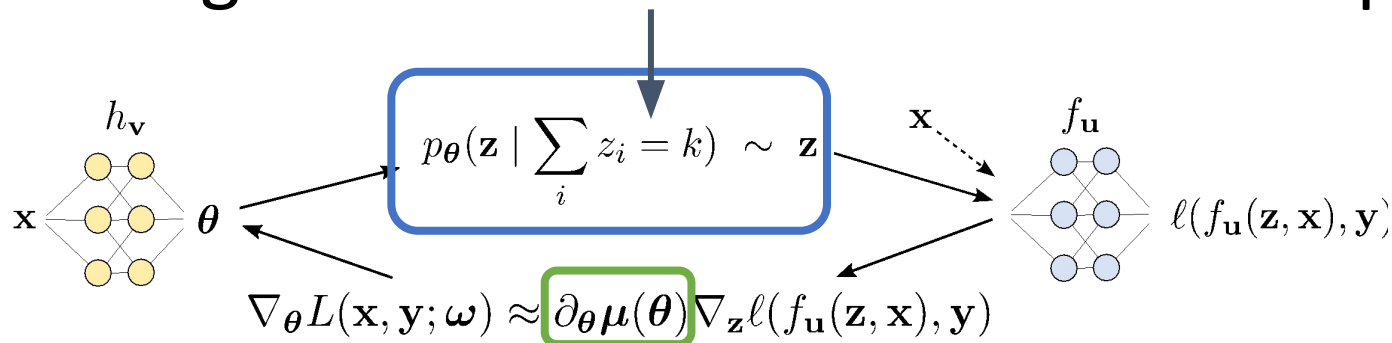 h_v
x
f_u
p_θ(z | ∑_i z_i = k) ∼ z
x
θ
ℓ(f_u(z, x), y)
∇_θ L(x, y; ω) ≈ ∂_θ μ(θ) ∇_z ℓ(f_u(z, x), y)